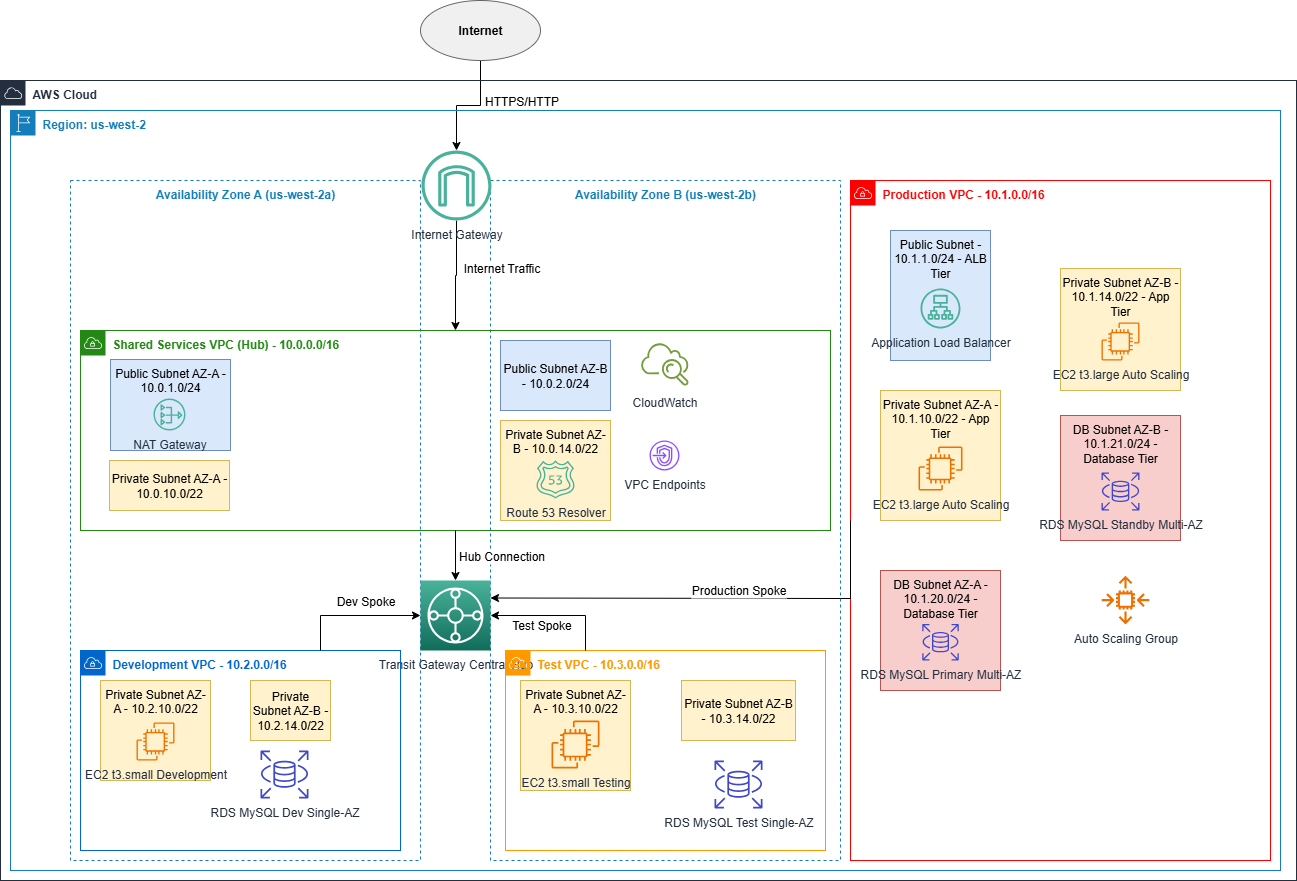 Internet
AWS Cloud
HTTPS/HTTP
Region: us-west-2
Availability Zone A (us-west-2a)
Availability Zone B (us-west-2b)
Internet Gateway
Internet Traffic
Shared Services VPC (Hub) - 10.0.0.0/16
Public Subnet AZ-A -
10.0.1.0/24
NAT Gateway
Private Subnet AZ-A -
10.0.10.0/22
Public Subnet AZ-B
- 10.0.2.0/24
CloudWatch
Private Subnet AZ-
B - 10.0.14.0/22
53
Route 53 Resolver
VPC Endpoints
Hub Connection
Production Spoke
Dev Spoke
Test Spoke
Transit Gateway Centra
Development VPC - 10.2.0.0/16
Private Subnet AZ-
A - 10.2.10.0/22
EC2 t3.small Development
Private
Subnet AZ-B -
10.2.14.0/22
RDS MySQL Dev Single-AZ
Test VPC - 10.3.0.0/16
Private Subnet AZ-
A - 10.3.10.0/22
EC2 t3.small Testing
Private Subnet AZ-B
- 10.3.14.0/22
RDS MySQL Test Single-AZ
Production VPC - 10.1.0.0/16
Public Subnet -
10.1.1.0/24 - ALB
Tier
Application Load Balancer
Private Subnet AZ-B -
10.1.14.0/22 - App
Tier
EC2 t3.large Auto Scaling
Private Subnet AZ-A -
10.1.10.0/22 - App
Tier
EC2 t3.large Auto Scaling
DB Subnet AZ-B -
10.1.21.0/24 -
Database Tier
RDS MySQL Standby Multi-AZ
DB Subnet AZ-A -
10.1.20.0/24 -
Database Tier
RDS MySQL Primary Multi-AZ
Auto Scaling Group